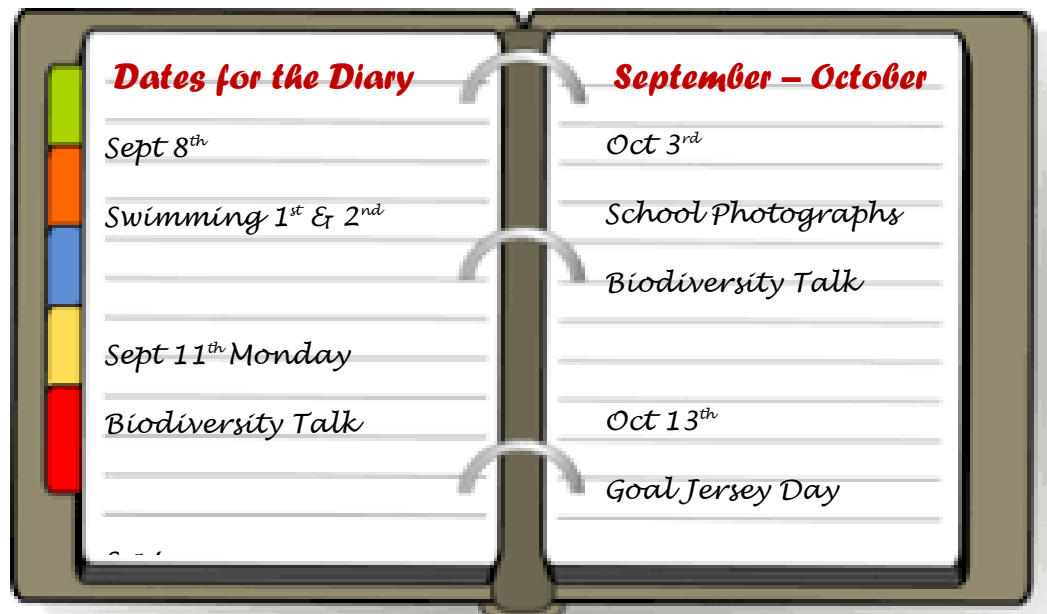 Dates for the Diary
Sept 8th
Swimming 1st & 2nd
Sept 11th Monday
Biodiversity Talk
September – October
Oct 3rd
School Photographs
Biodiversity Talk
Oct 13th
Goal Jersey Day